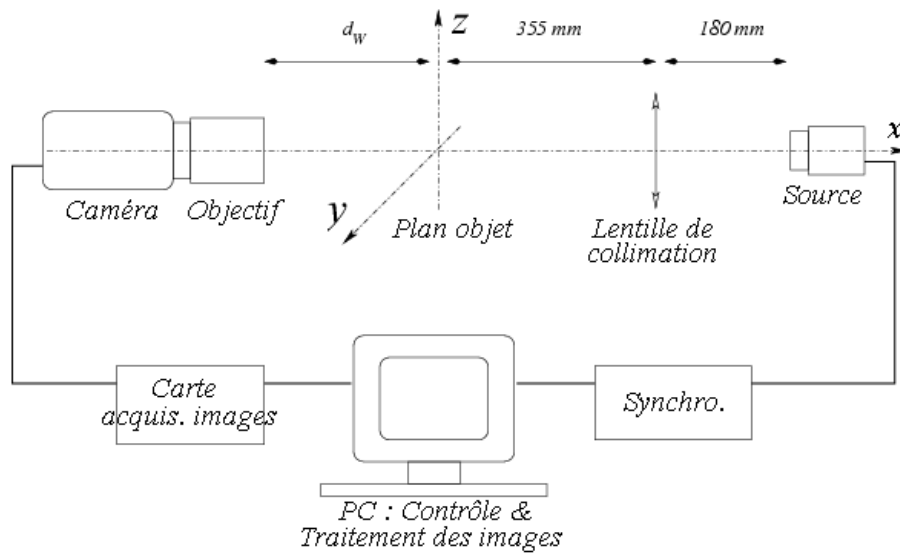 d_W
z
355 mm
180 mm
x
Caméra
Objectif
y
Plan objet
Lentille de
collimation
Source
Carte
acquis. images
Synchro.
PC : Contrôle &
Traitement des images